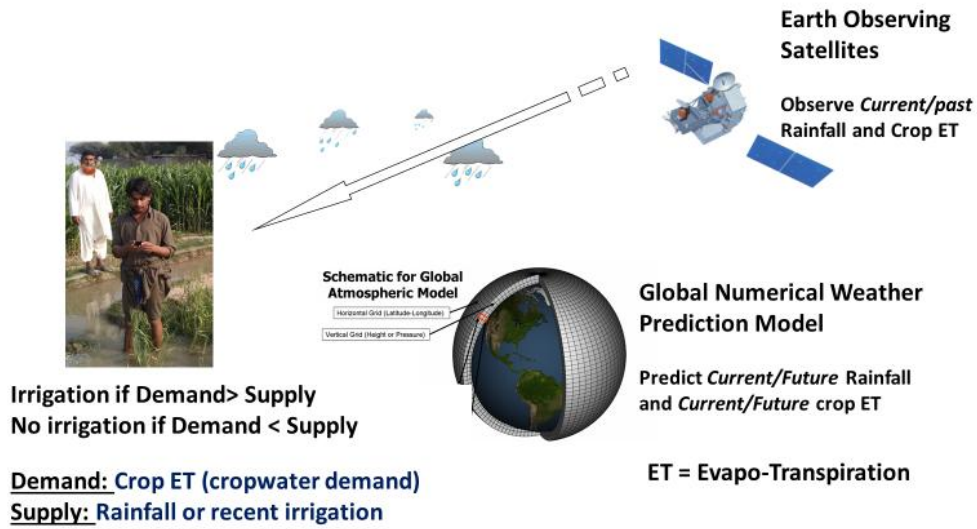 Earth Observing
Satellites
Observe Current/past
Rainfall and Crop ET
Schematic for Global
Atmospheric Model
Horizontal Grid (Latitude-Longitude)
Vertical Grid (Height or Pressure)
Global Numerical Weather
Prediction Model
Predict Current/Future Rainfall
and Current/Future crop ET
Irrigation if Demand> Supply
No irrigation if Demand < Supply
Demand: Crop ET (cropwater demand)
Supply: Rainfall or recent irrigation
ET = Evapo-Transpiration